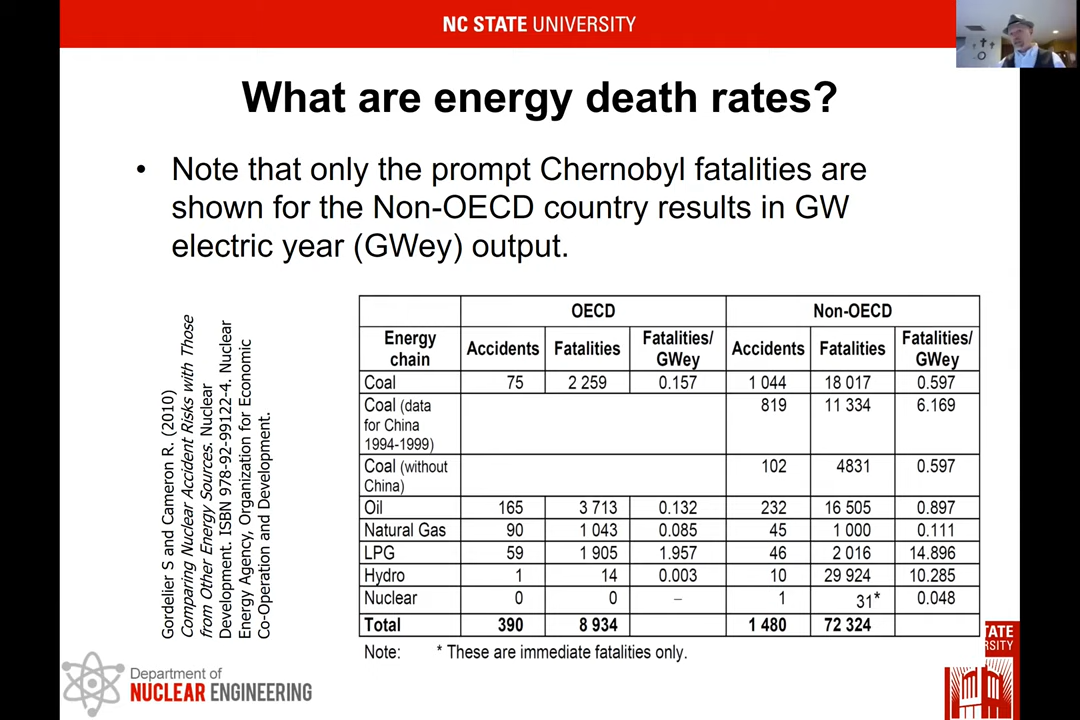 NC STATE UNIVERSITY
What are energy death rates?
• Note that only the prompt Chernobyl fatalities are
shown for the Non-OECD country results in GW
electric year (GWey) output.
Gordelier S and Cameron R. (2010)
Comparing Nuclear Accident Risks with Those
from Other Energy Sources. Nuclear
Development. ISBN 978-92-99122-4. Nuclear
Energy Agency, Organization for Economic
Co-Operation and Development.
OECD Non-OECD
Energy chain Accidents Fatalities Fatalities/ GWey Accidents Fatalities Fatalities/ GWey
Coal 75 2 259 0.157 1 044 18 017 0.597
Coal (data for China 1994-1999) 819 11 334 6.169
Coal (without China) 102 4831 0.597
Oil 165 3 713 0.132 232 16 505 0.897
Natural Gas 90 1 043 0.085 45 1 000 0.111
LPG 59 1 905 1.957 46 2 016 14.896
Hydro 1 14 0.003 10 29 924 10.285
Nuclear 0 0 – 1 31* 0.048
Total 390 8 934 1 480 72 324
Note: * These are immediate fatalities only.
Department of
NUCLEAR ENGINEERING
TATE
RSITY